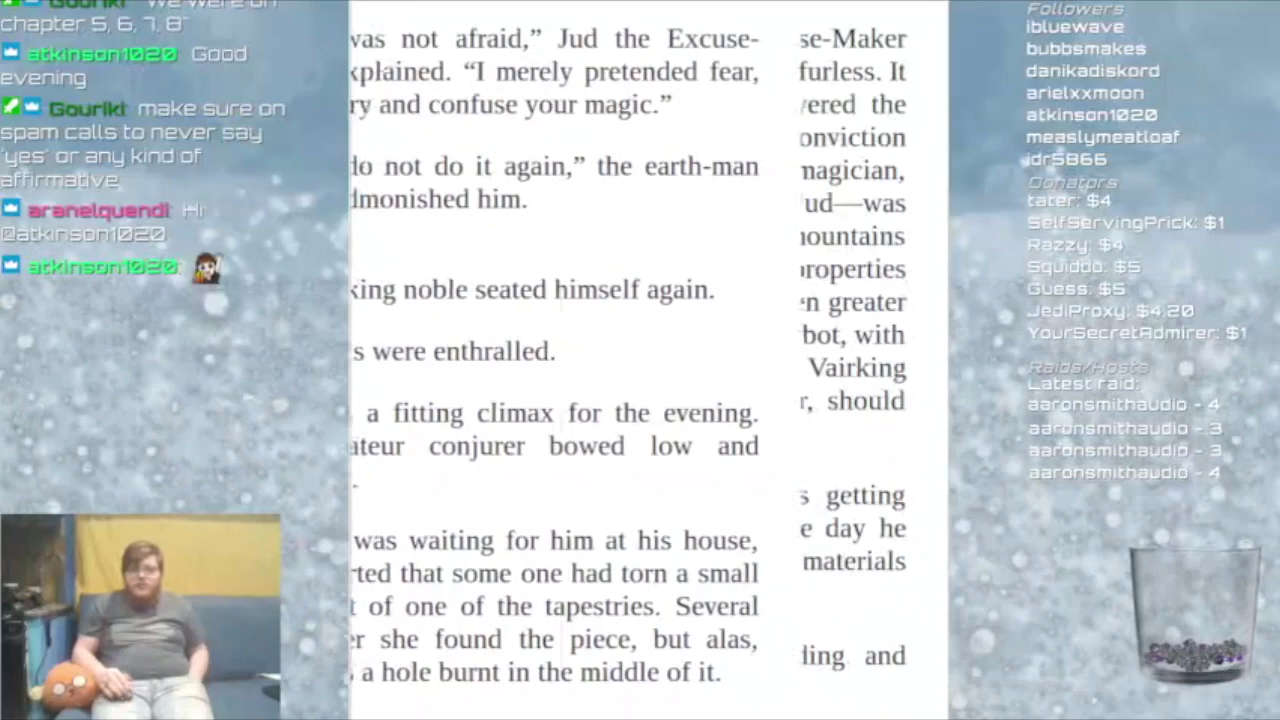 Gouriki: We were on
chapter 5, 6, 7, 8"
atkinson1020 Good
evening
Gouriki: make sure on
spam calls to never say
'yes' or any kind of
affirmative
aranelquendi: Hi
@atkinson1020
atkinson1020:
was not afraid,” Jud the Excuse-
xplained. “I merely pretended fear,
ry and confuse your magic.”
do not do it again,” the earth-man
dmonished him.
king noble seated himself again.
s were enthralled.
a fitting climax for the evening.
ateur conjurer bowed low and
was waiting for him at his house,
rted that some one had torn a small
t of one of the tapestries. Several
er she found the piece, but alas,
a hole burnt in the middle of it.
se-Maker
furless. It
vered the
onviction
magician,
ud—was
nountains
properties
n greater
bot, with
Vairking
r, should
s getting
e day he
materials
ding and
Followers
ibluewave
bubbsmakes
danikadiskord
arielxxmoon
atkinson1020
measlymeatloaf
idr5866
Donators
tater: $4
SelfServingPrick: $1
Razzy: $4
Squiddo: $5
Guess: $5
JediProxy: $4.20
YourSecretAdmirer: $1
Raids/Hosts
Latest raid:
aaronsmithaudio - 4
aaronsmithaudio - 3
aaronsmithaudio - 3
aaronsmithaudio - 4